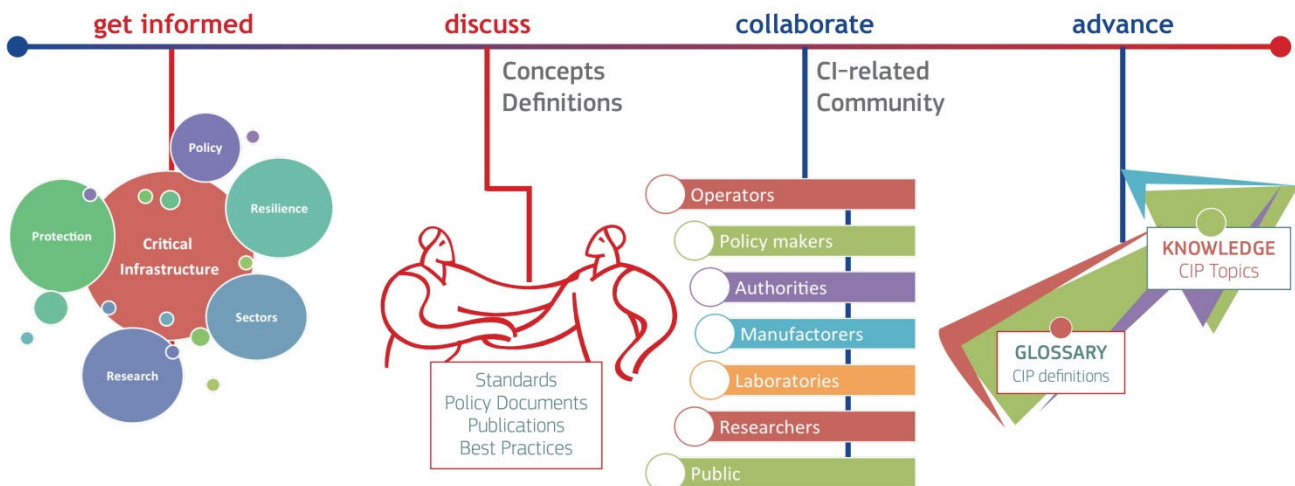 get informed
discuss
collaborate
advance
Concepts
Definitions
CI-related
Community
Policy
Resilience
Protection
Critical
Infrastructure
Sectors
Research
Standards
Policy Documents
Publications
Best Practices
Operators
Policy makers
Authorities
Manufactorers
Laboratories
Researchers
Public
KNOWLEDGE
CIP Topics
GLOSSARY
CIP definitions